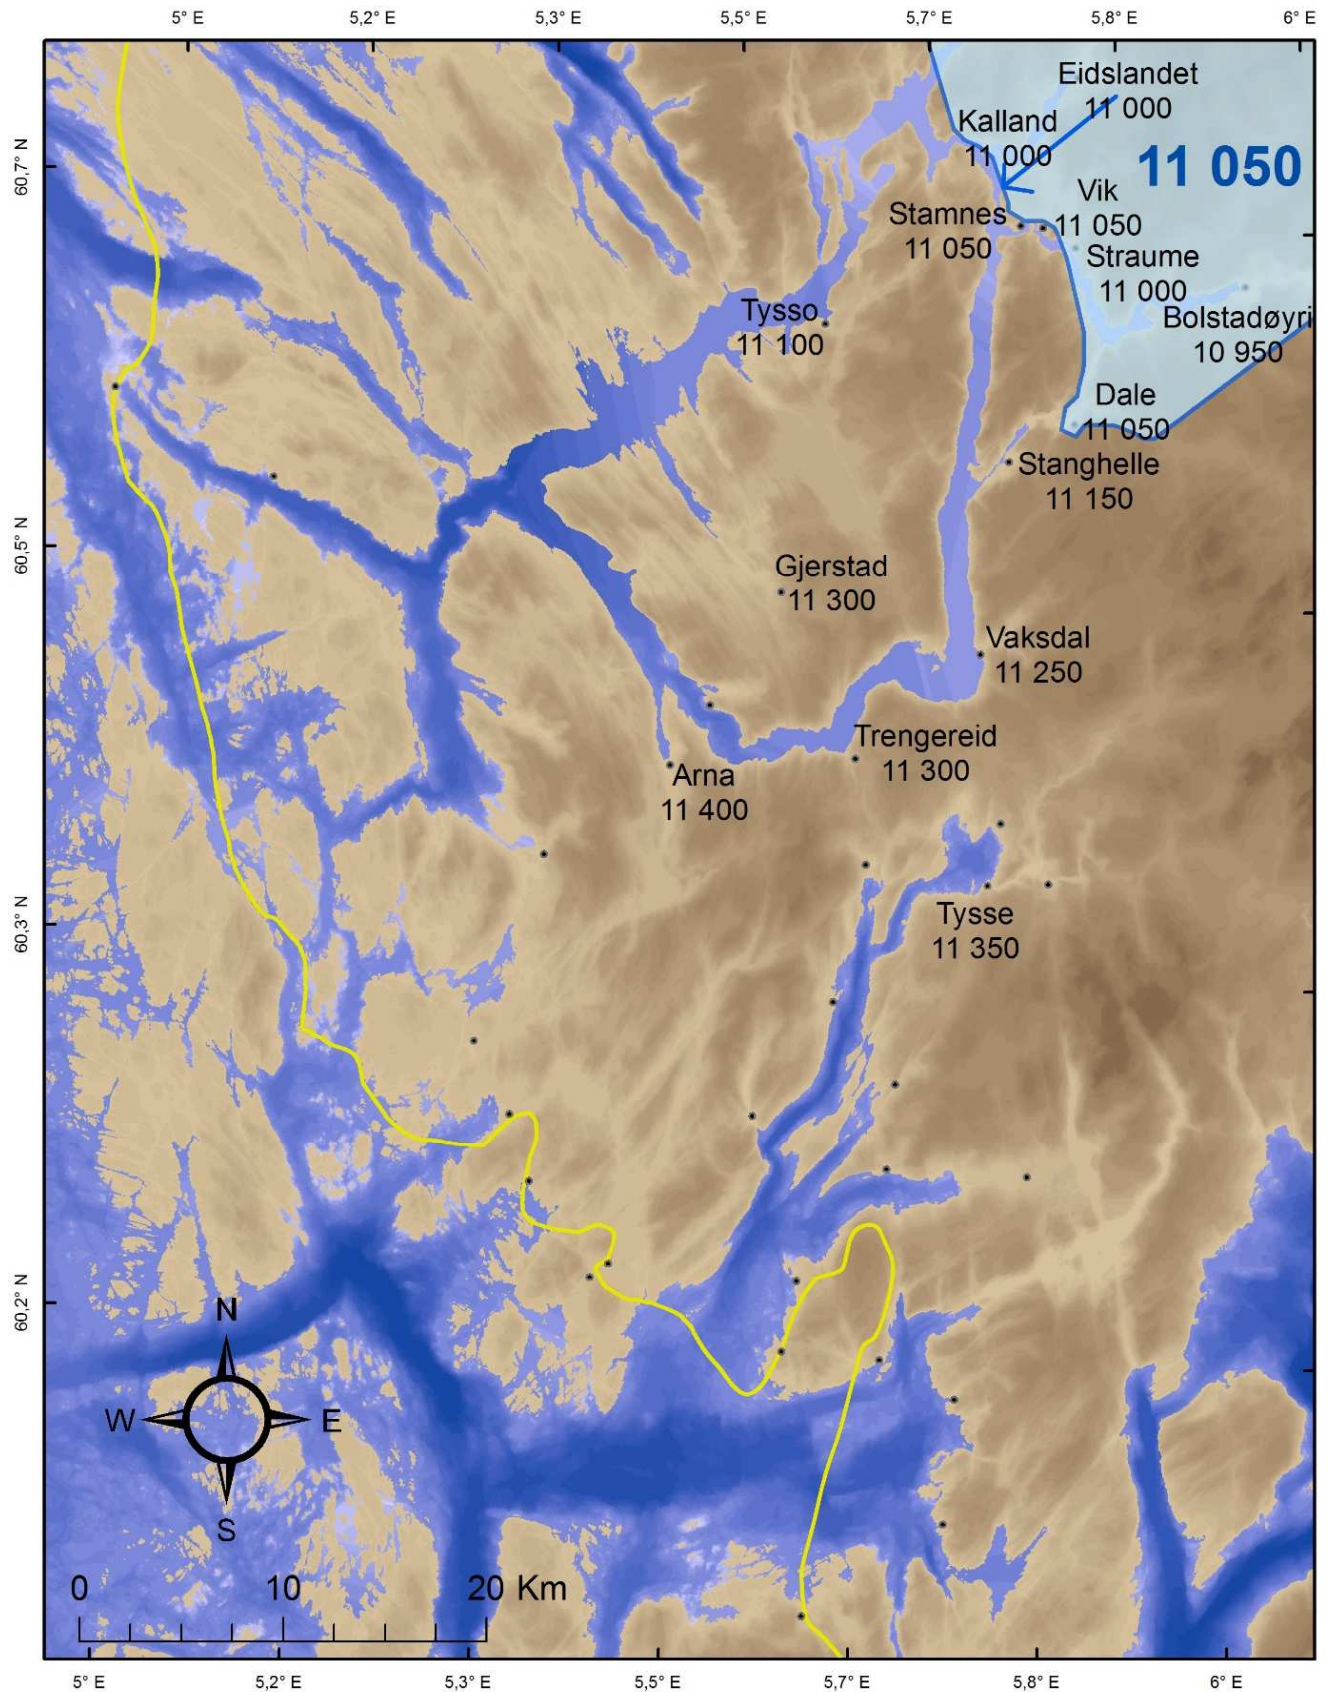 5° E
5,2° E
5,3° E
5,5° E
5,7° E
5,8° E
6° E
Eidslandet
11 000
Kalland
11 000
11 050
60,7° N
Vik
11 050
Stamnes
11 050
Straume
11 000
Tysso
11 100
Bolstadøyri
10 950
Dale
11 050
Stanghelle
11 150
60,5° N
Gjerstad
11 300
Vaksdal
11 250
Trengereid
11 300
Arna
11 400
60,3° N
Tysse
11 350
60,2° N
N
W
E
S
0
10
20 Km
5° E
5,2° E
5,3° E
5,5° E
5,7° E
5,8° E
6° E